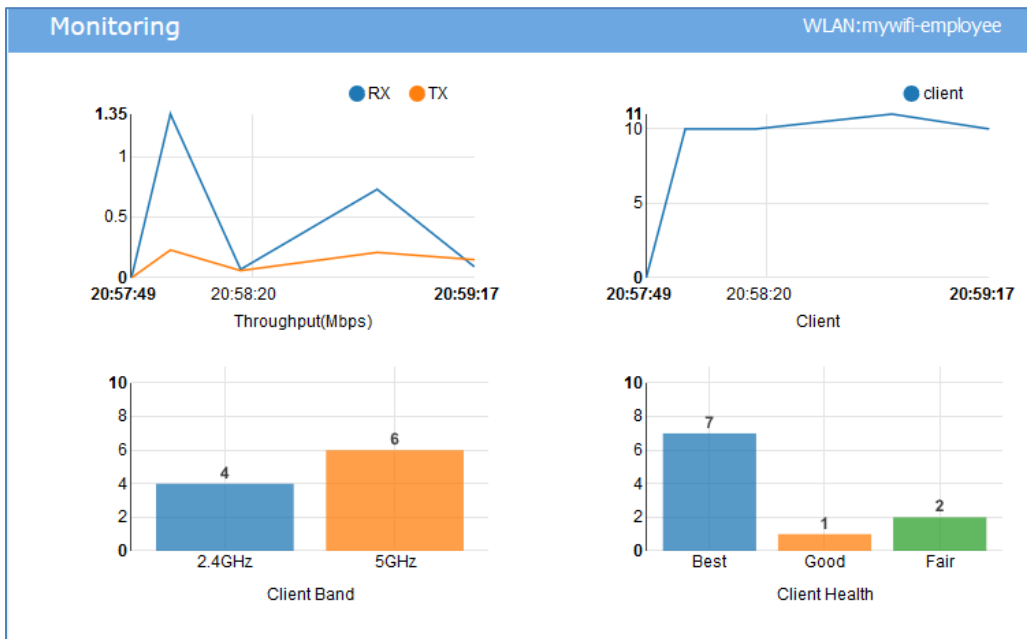 Monitoring WLAN:mywifi-employee
RX TX
1.35
1
0.5
0
20:57:49 20:58:20 20:59:17
Throughput(Mbps)
client
11
10
5
0
20:57:49 20:58:20 20:59:17
Client
10
8
6
4
2
0
4
6
2.4GHz 5GHz
Client Band
10
8
6
4
2
0
7
1
2
Best Good Fair
Client Health